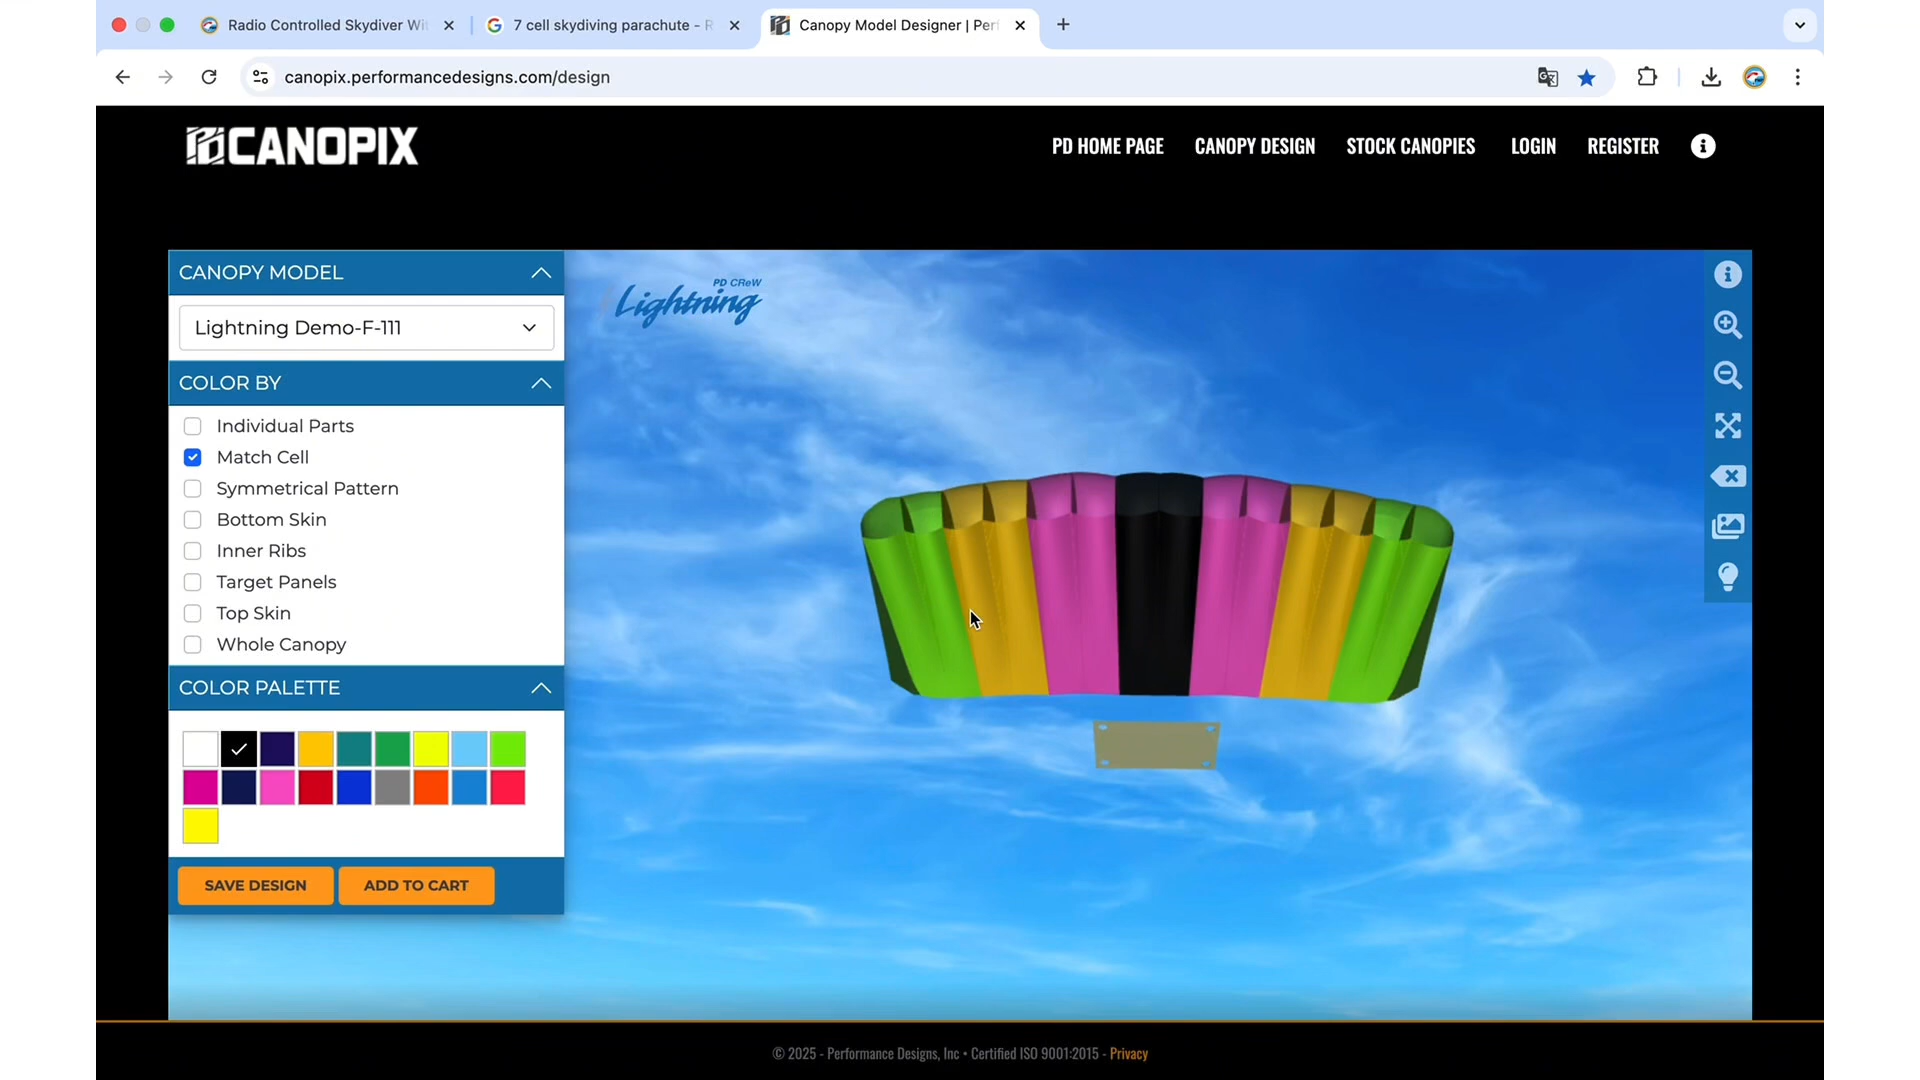 Radio Controlled Skydiver Wit
7 cell skydiving parachute - R
Canopy Model Designer | Perf
canopix.performancedesigns.com/design
CANOPIX
PD HOME PAGE
CANOPY DESIGN
STOCK CANOPIES
LOGIN
REGISTER
CANOPY MODEL
Lightning Demo-F-111
COLOR BY
Individual Parts
Match Cell
Symmetrical Pattern
Bottom Skin
Inner Ribs
Target Panels
Top Skin
Whole Canopy
COLOR PALETTE
SAVE DESIGN
ADD TO CART
PD CReW
Lightning
© 2025 - Performance Designs, Inc • Certified ISO 9001:2015 - Privacy